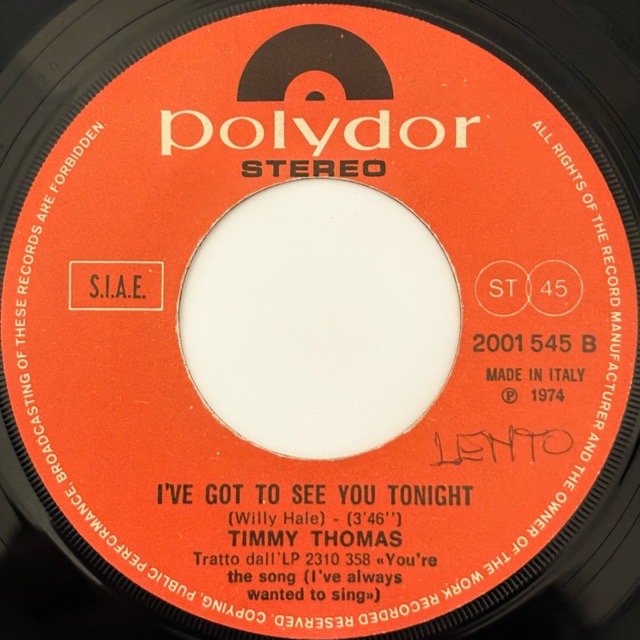 polydor
STEREO
S.I.A.E.
ST 45
2001 545 B
MADE IN ITALY
℗ 1974
LENTO
I'VE GOT TO SEE YOU TONIGHT
(Willy Hale) - (3'46'')
TIMMY THOMAS
Tratto dall'LP 2310 358 «You're
the song (I've always
wanted to sing»)
ALL RIGHTS OF THE RECORD MANUFACTURER AND THE OWNER OF THE WORK RECORDED RESERVED. COPYING, PUBLIC PERFORMANCE, BROADCASTING OF THESE RECORDS ARE FORBIDDEN